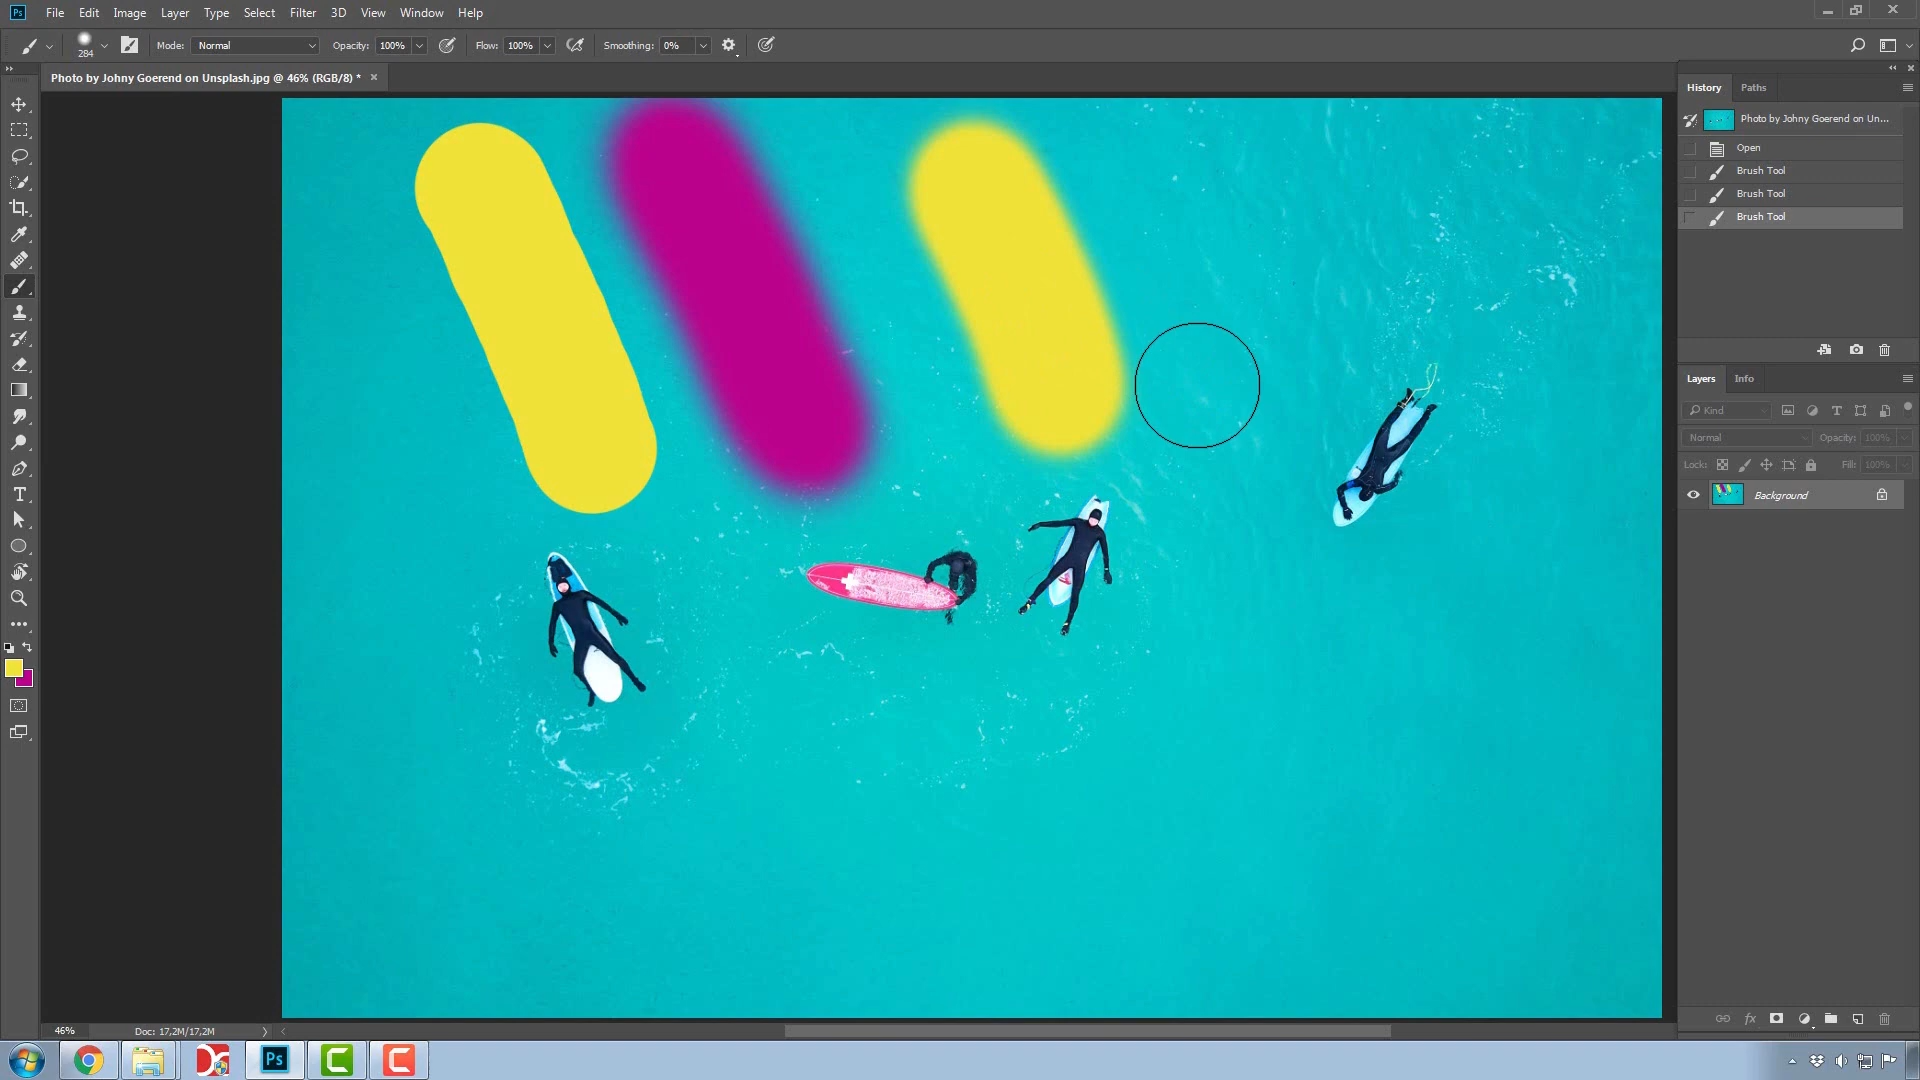 Ps File Edit Image Layer Type Select Filter 3D View Window Help
284 Mode: Normal Opacity: 100% Flow: 100% Smoothing: 0%
Photo by Johny Goerend on Unsplash.jpg @ 46% (RGB/8) * ×
History Paths
Photo by Johny Goerend on Un...
Open
Brush Tool
Brush Tool
Brush Tool
Layers Info
Kind
Normal Opacity: 100%
Lock: Fill: 100%
Background
fx
46% Doc: 17,2M/17,2M
Ps